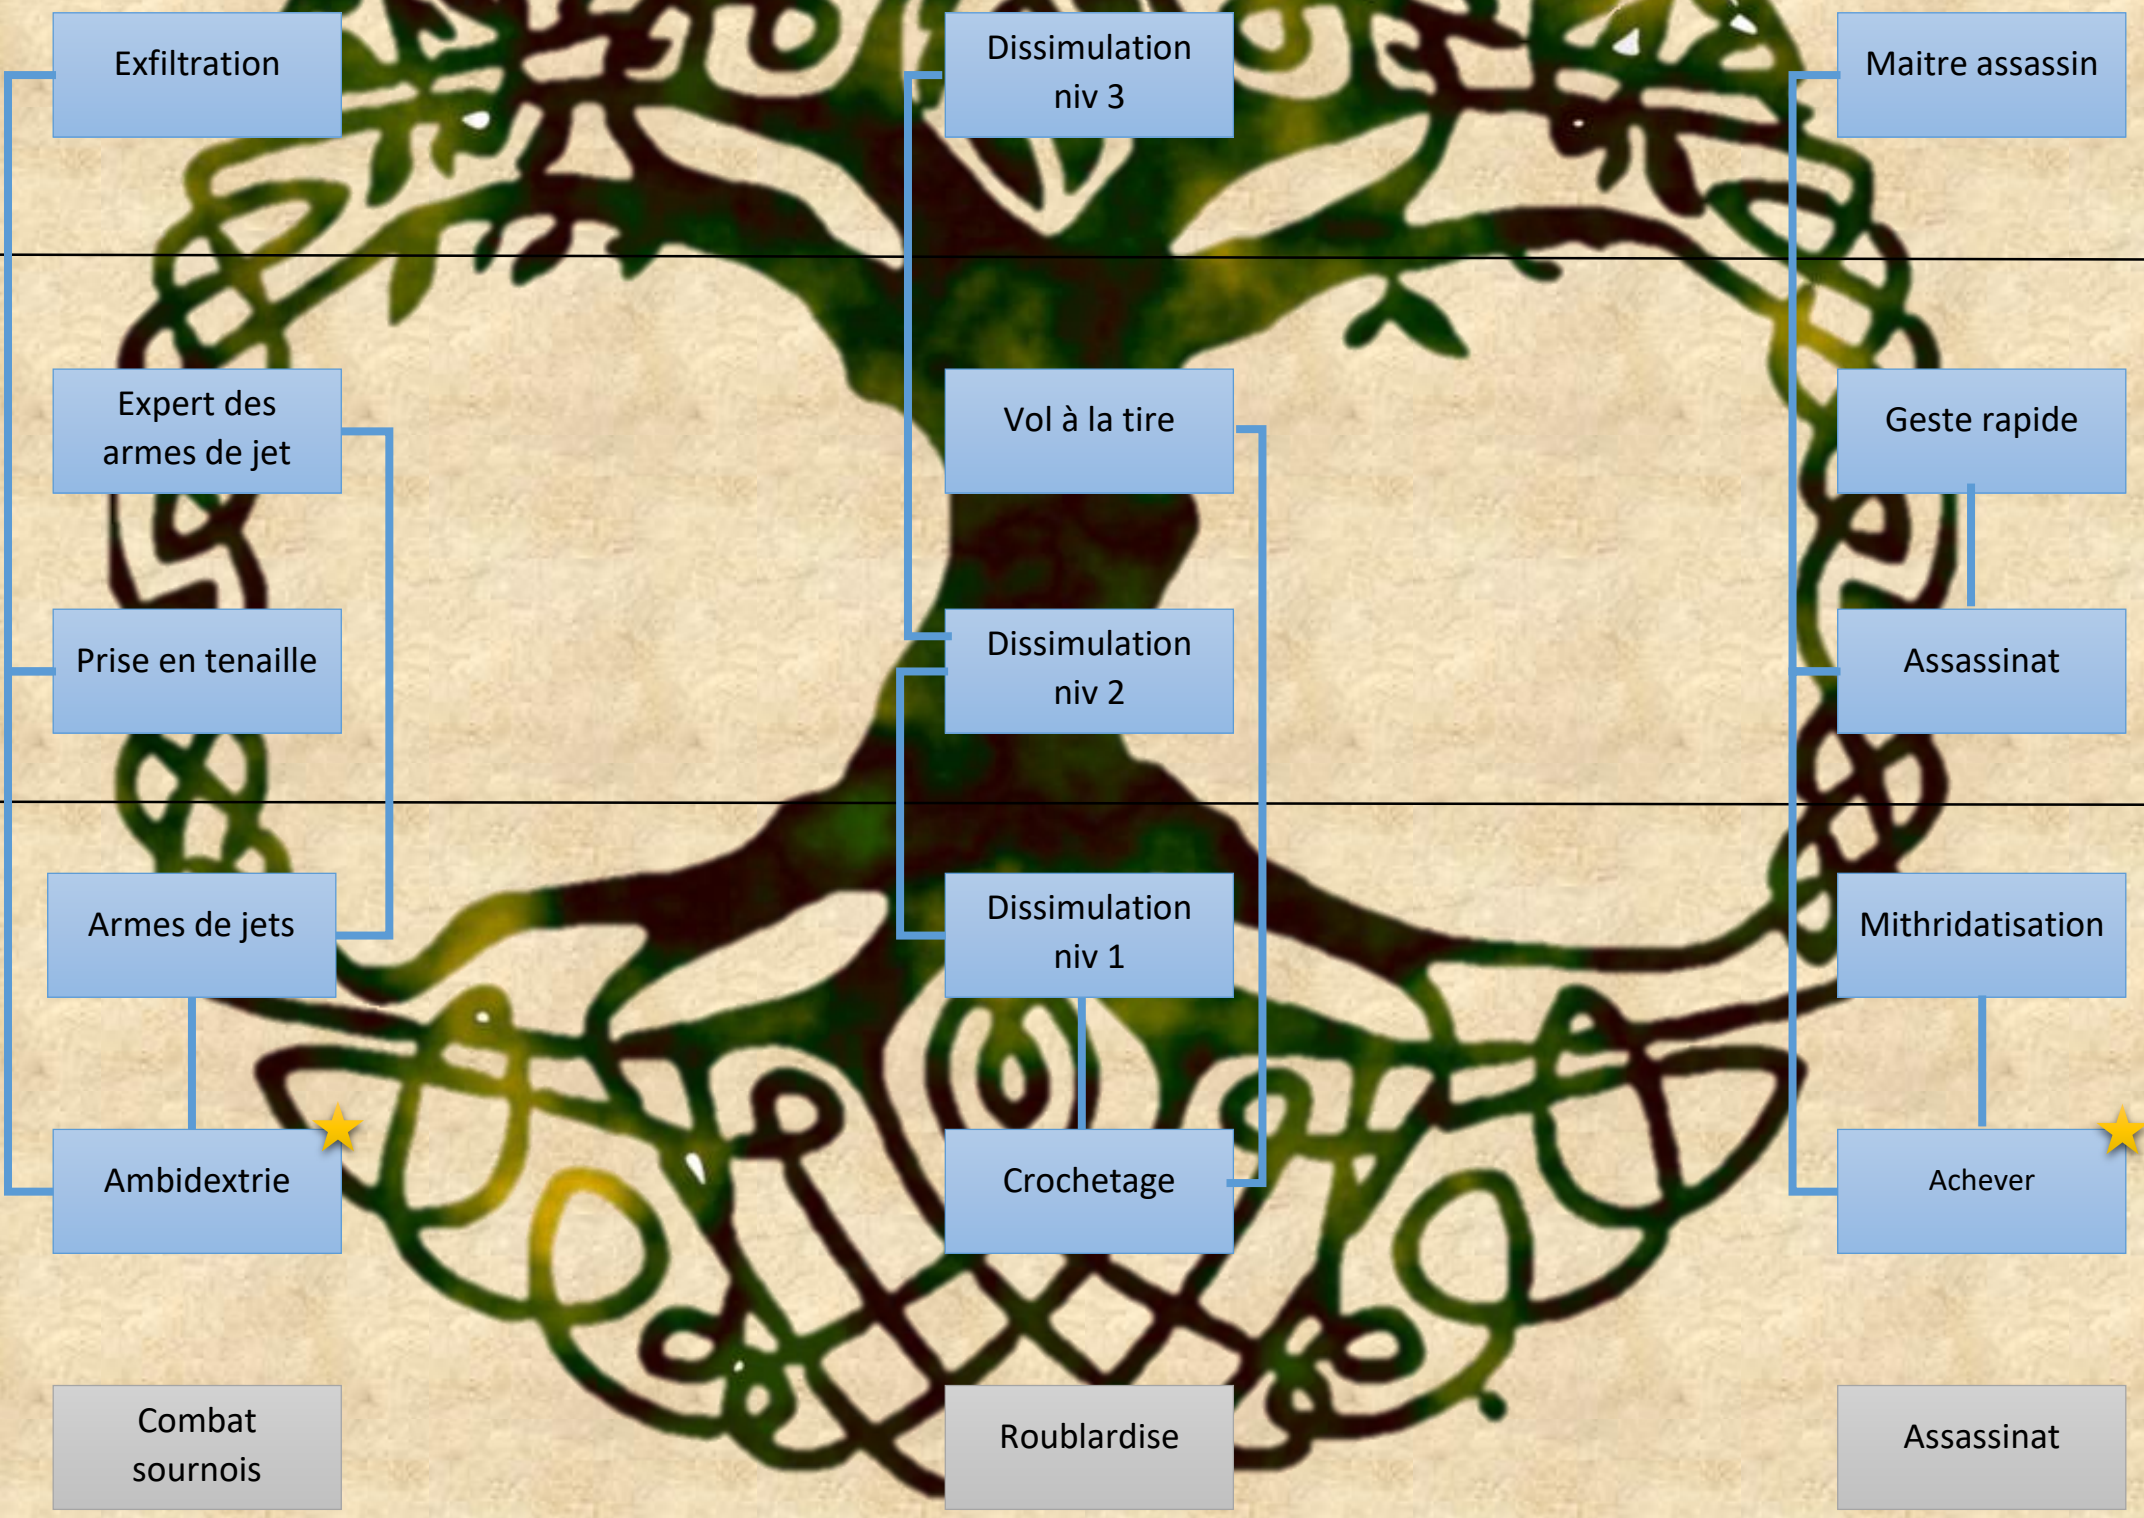 Exfiltration
Dissimulation
niv 3
Maitre assassin
Expert des
armes de jet
Vol à la tire
Geste rapide
Prise en tenaille
Dissimulation
niv 2
Assassinat
Armes de jets
Dissimulation
niv 1
Mithridatisation
Ambidextrie
Crochetage
Achever
Combat
sournois
Roublardise
Assassinat